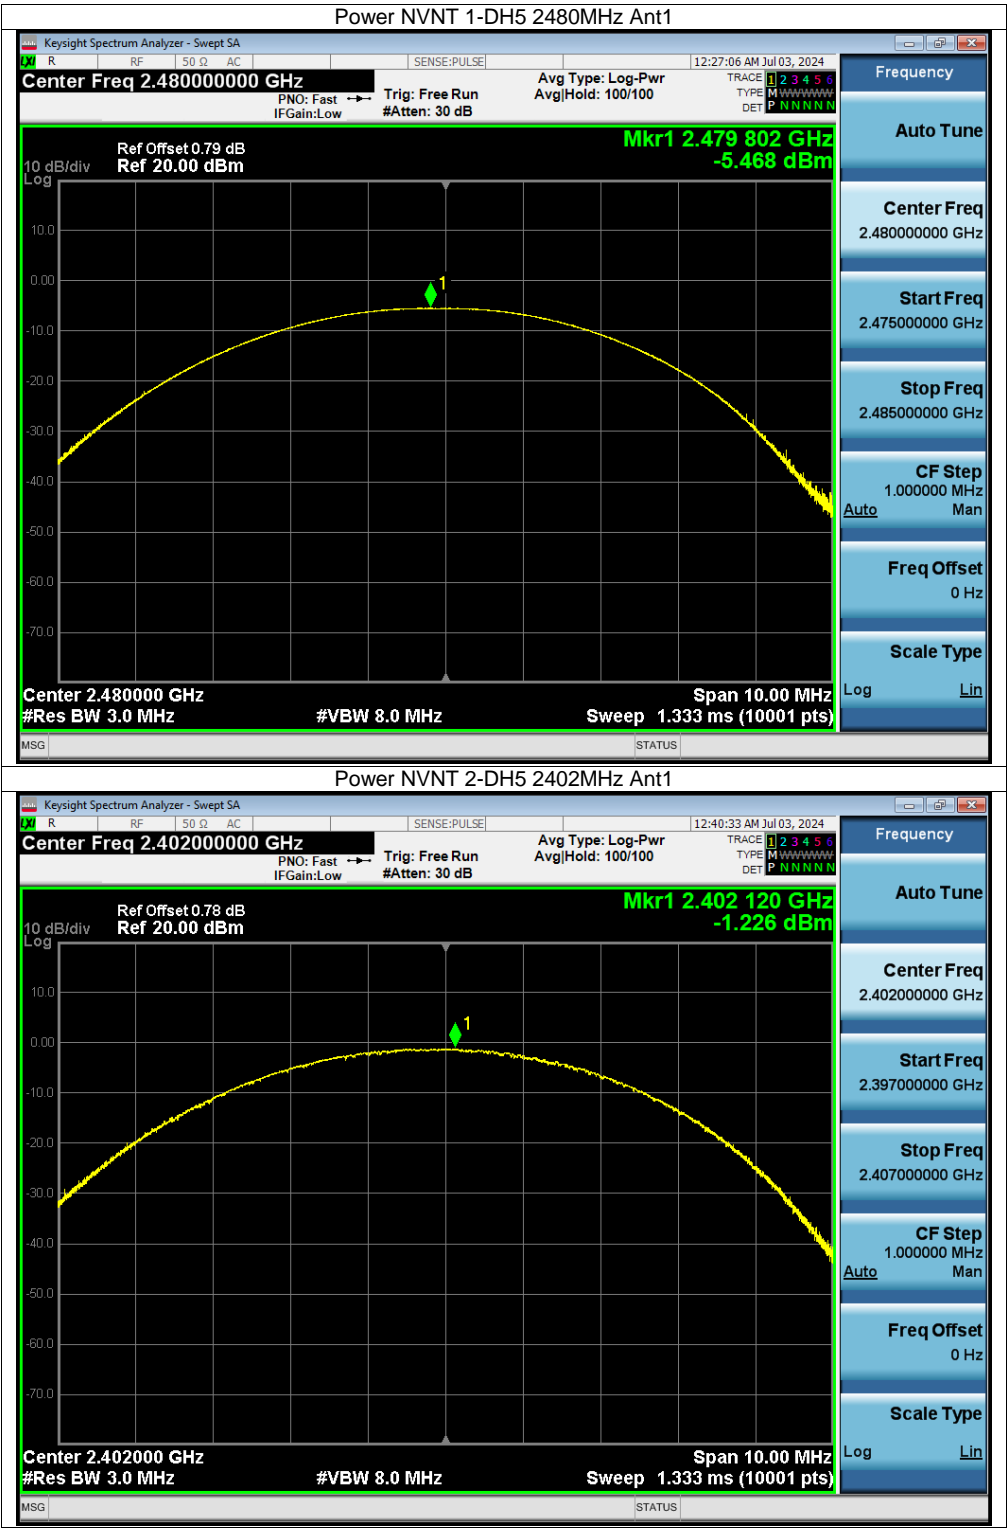 Power NVNT 1-DH5 2480MHz Ant1
Keysight Spectrum Analyzer - Swept SA
LXI R RF 50 Ω AC SENSE:PULSE 12:27:06 AM Jul 03, 2024
Center Freq 2.480000000 GHz
PNO: Fast
IFGain:Low
Trig: Free Run
#Atten: 30 dB
Avg Type: Log-Pwr
Avg|Hold: 100/100
TRACE 1 2 3 4 5 6
TYPE M WWWWW
DET P N N N N N
Frequency
Auto Tune
Center Freq
2.480000000 GHz
Start Freq
2.475000000 GHz
Stop Freq
2.485000000 GHz
CF Step
1.000000 MHz
Auto Man
Freq Offset
0 Hz
Scale Type
Log Lin
Mkr1 2.479 802 GHz
-5.468 dBm
Ref Offset 0.79 dB
10 dB/div Ref 20.00 dBm
Log
1
10.0
0.00
-10.0
-20.0
-30.0
-40.0
-50.0
-60.0
-70.0
Center 2.480000 GHz Span 10.00 MHz
#Res BW 3.0 MHz #VBW 8.0 MHz Sweep 1.333 ms (10001 pts)
MSG STATUS
Power NVNT 2-DH5 2402MHz Ant1
Keysight Spectrum Analyzer - Swept SA
LXI R RF 50 Ω AC SENSE:PULSE 12:40:33 AM Jul 03, 2024
Center Freq 2.402000000 GHz
PNO: Fast
IFGain:Low
Trig: Free Run
#Atten: 30 dB
Avg Type: Log-Pwr
Avg|Hold: 100/100
TRACE 1 2 3 4 5 6
TYPE M WWWWW
DET P N N N N N
Frequency
Auto Tune
Center Freq
2.402000000 GHz
Start Freq
2.397000000 GHz
Stop Freq
2.407000000 GHz
CF Step
1.000000 MHz
Auto Man
Freq Offset
0 Hz
Scale Type
Log Lin
Mkr1 2.402 120 GHz
-1.226 dBm
Ref Offset 0.78 dB
10 dB/div Ref 20.00 dBm
Log
1
10.0
0.00
-10.0
-20.0
-30.0
-40.0
-50.0
-60.0
-70.0
Center 2.402000 GHz Span 10.00 MHz
#Res BW 3.0 MHz #VBW 8.0 MHz Sweep 1.333 ms (10001 pts)
MSG STATUS